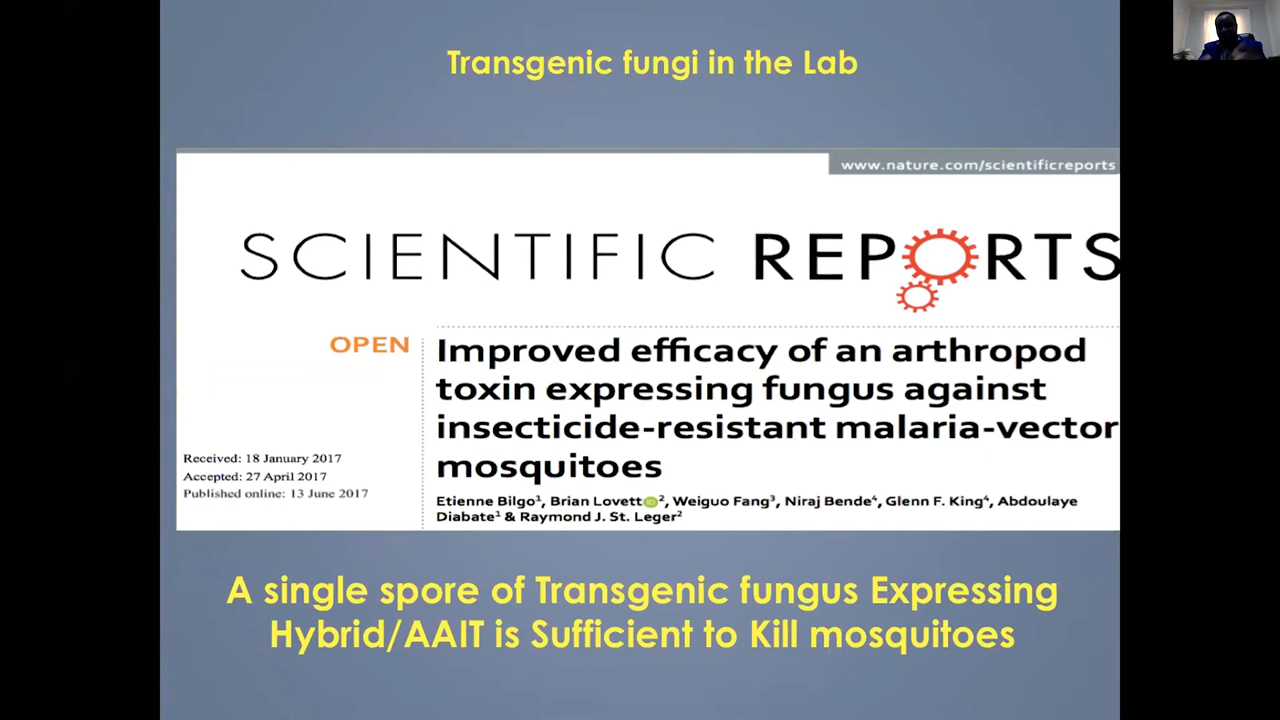 Transgenic fungi in the Lab
www.nature.com/scientificreports
SCIENTIFIC REPORTS
OPEN
Improved efficacy of an arthropod
toxin expressing fungus against
insecticide-resistant malaria-vector
mosquitoes
Received: 18 January 2017
Accepted: 27 April 2017
Published online: 13 June 2017
Etienne Bilgo¹, Brian Lovett², Weiguo Fang³, Niraj Bende⁴, Glenn F. King⁴, Abdoulaye
Diabate¹ & Raymond J. St. Leger²
A single spore of Transgenic fungus Expressing
Hybrid/AAIT is Sufficient to Kill mosquitoes